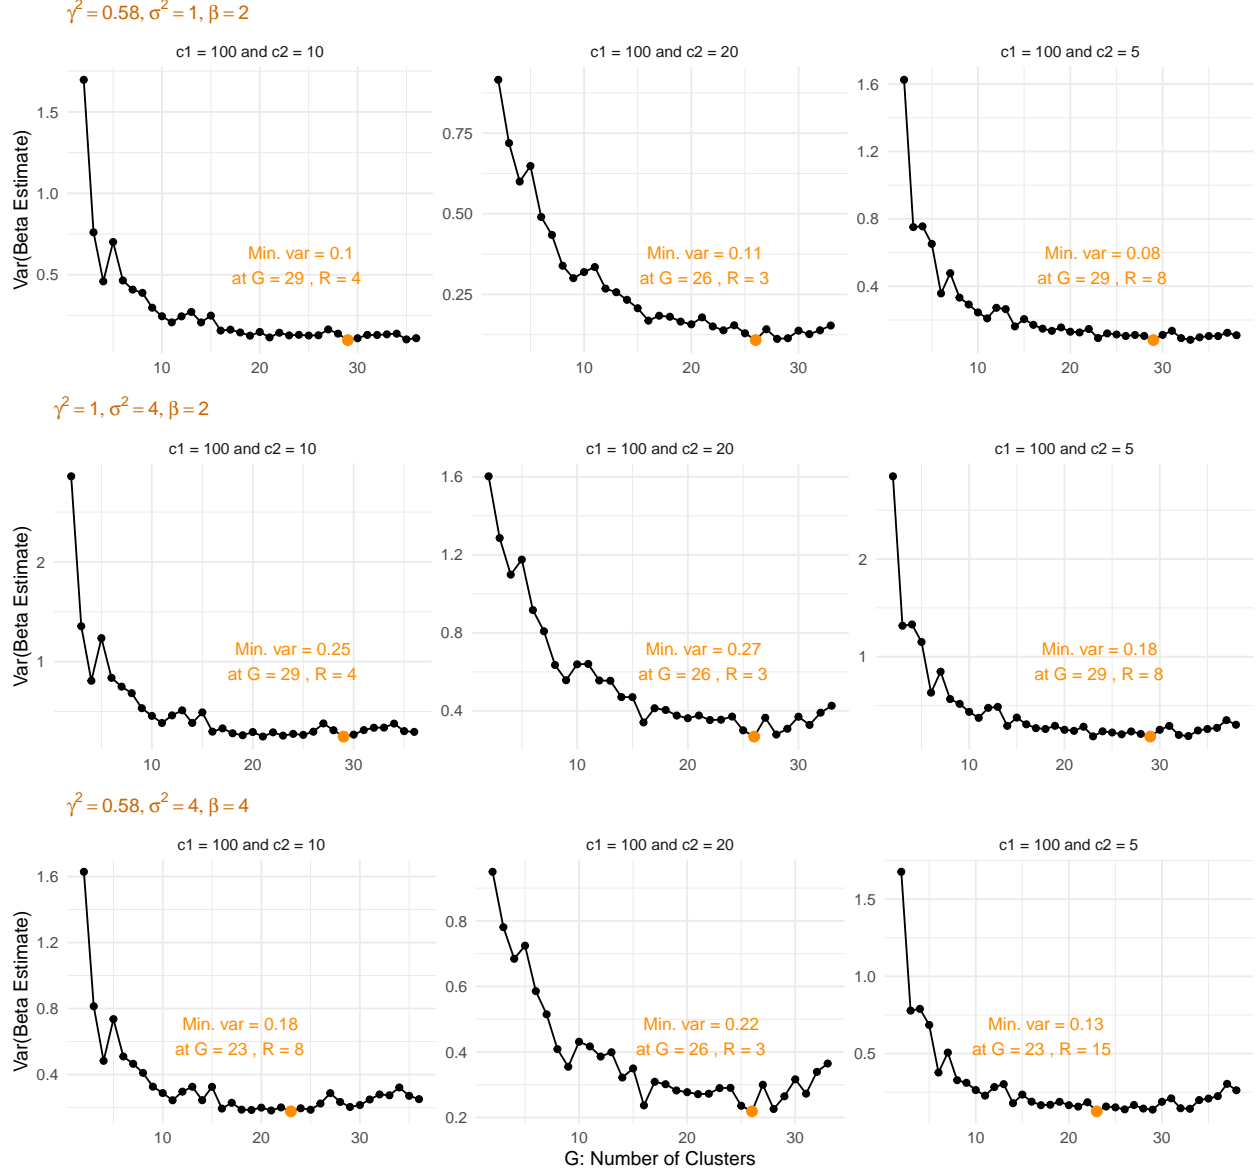 γ² = 0.58, σ² = 1, β = 2
c1 = 100 and c2 = 10
c1 = 100 and c2 = 20
c1 = 100 and c2 = 5
Var(Beta Estimate)
1.5
1.0
0.5
Min. var = 0.1
at G = 29 , R = 4
10 20 30
0.75
0.50
0.25
Min. var = 0.11
at G = 26 , R = 3
10 20 30
1.6
1.2
0.8
0.4
Min. var = 0.08
at G = 29 , R = 8
10 20 30
γ² = 1, σ² = 4, β = 2
c1 = 100 and c2 = 10
c1 = 100 and c2 = 20
c1 = 100 and c2 = 5
Var(Beta Estimate)
2
1
Min. var = 0.25
at G = 29 , R = 4
10 20 30
1.6
1.2
0.8
0.4
Min. var = 0.27
at G = 26 , R = 3
10 20 30
2
1
Min. var = 0.18
at G = 29 , R = 8
10 20 30
γ² = 0.58, σ² = 4, β = 4
c1 = 100 and c2 = 10
c1 = 100 and c2 = 20
c1 = 100 and c2 = 5
Var(Beta Estimate)
1.6
1.2
0.8
0.4
Min. var = 0.18
at G = 23 , R = 8
10 20 30
0.8
0.6
0.4
0.2
Min. var = 0.22
at G = 26 , R = 3
10 20 30
1.5
1.0
0.5
Min. var = 0.13
at G = 23 , R = 15
10 20 30
G: Number of Clusters